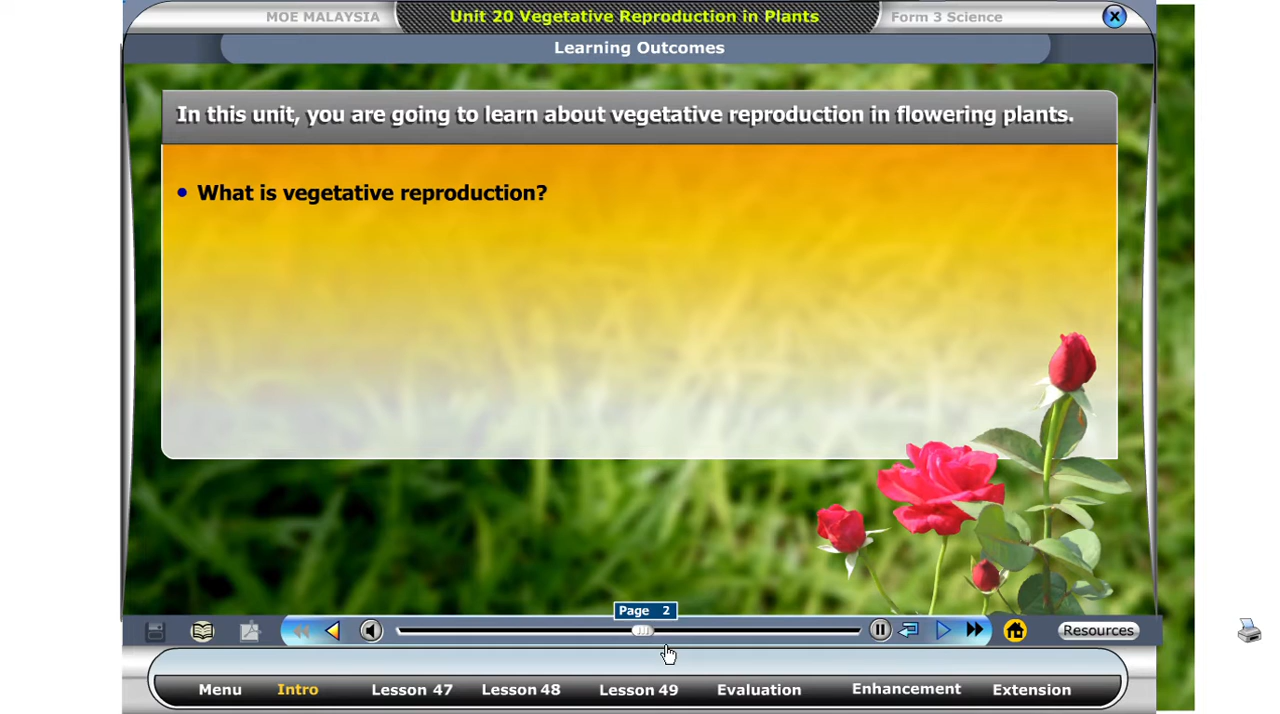 MOE MALAYSIA
Unit 20 Vegetative Reproduction in Plants
Form 3 Science
Learning Outcomes
In this unit, you are going to learn about vegetative reproduction in flowering plants.
• What is vegetative reproduction?
Page 2
Resources
Menu
Intro
Lesson 47
Lesson 48
Lesson 49
Evaluation
Enhancement
Extension